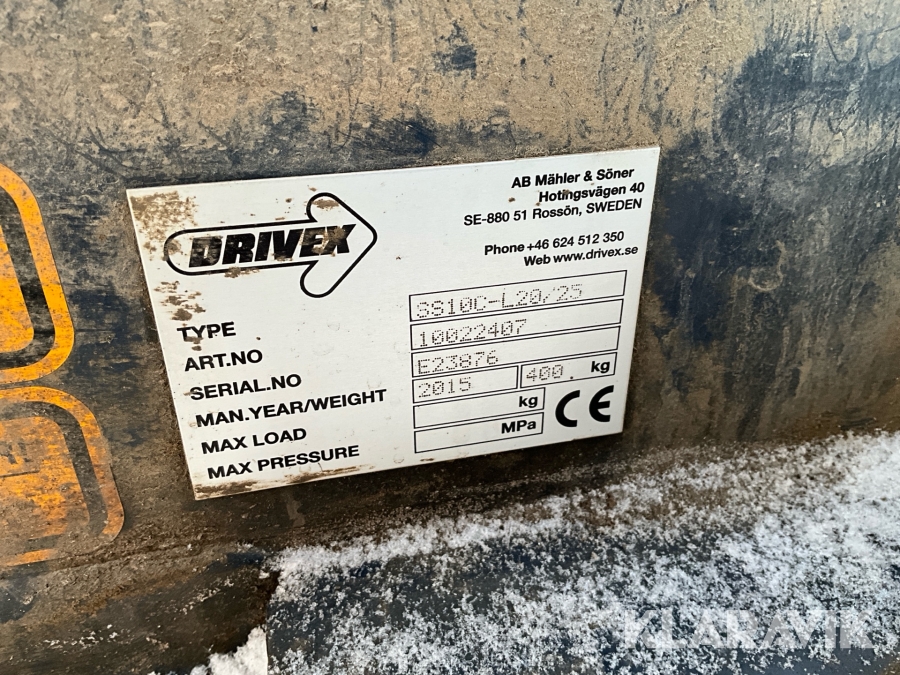 DRIVEX
AB Mähler & Söner
Hotingsvägen 40
SE-880 51 Rossön, SWEDEN
Phone +46 624 512 350
Web www.drivex.se
TYPE SS10C-L20/25
ART.NO 10022407
SERIAL.NO E23876
MAN.YEAR/WEIGHT 2015 400. kg
MAX LOAD kg
MAX PRESSURE MPa
CE
KLARAVIK